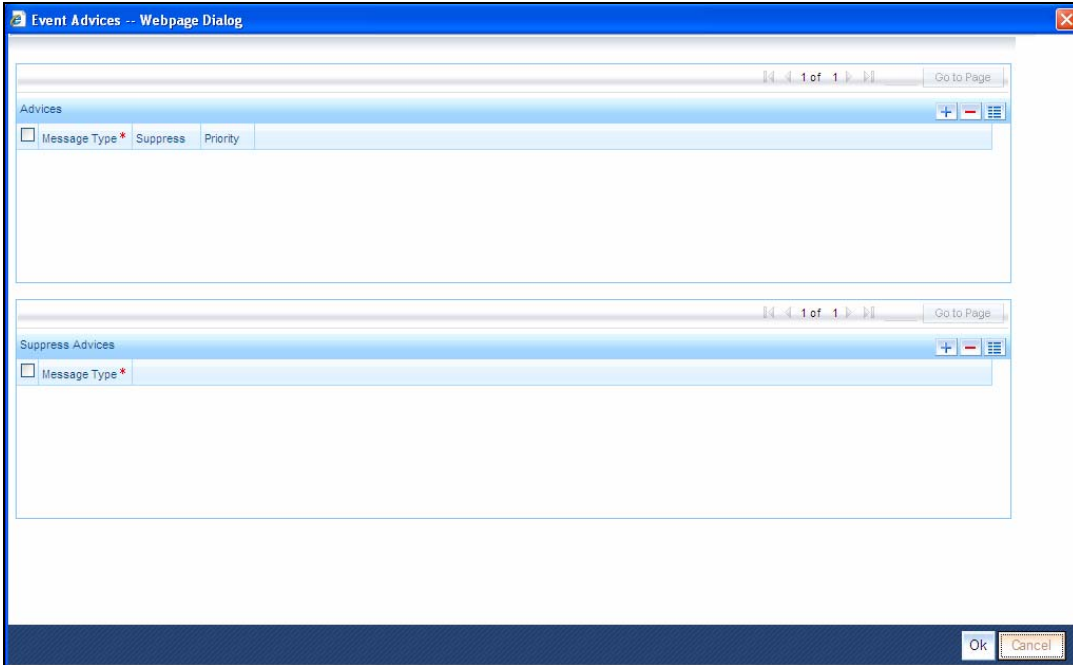 Event Advices -- Webpage Dialog
1 of 1 Go to Page
Advices
Message Type * Suppress Priority
1 of 1 Go to Page
Suppress Advices
Message Type *
Ok Cancel